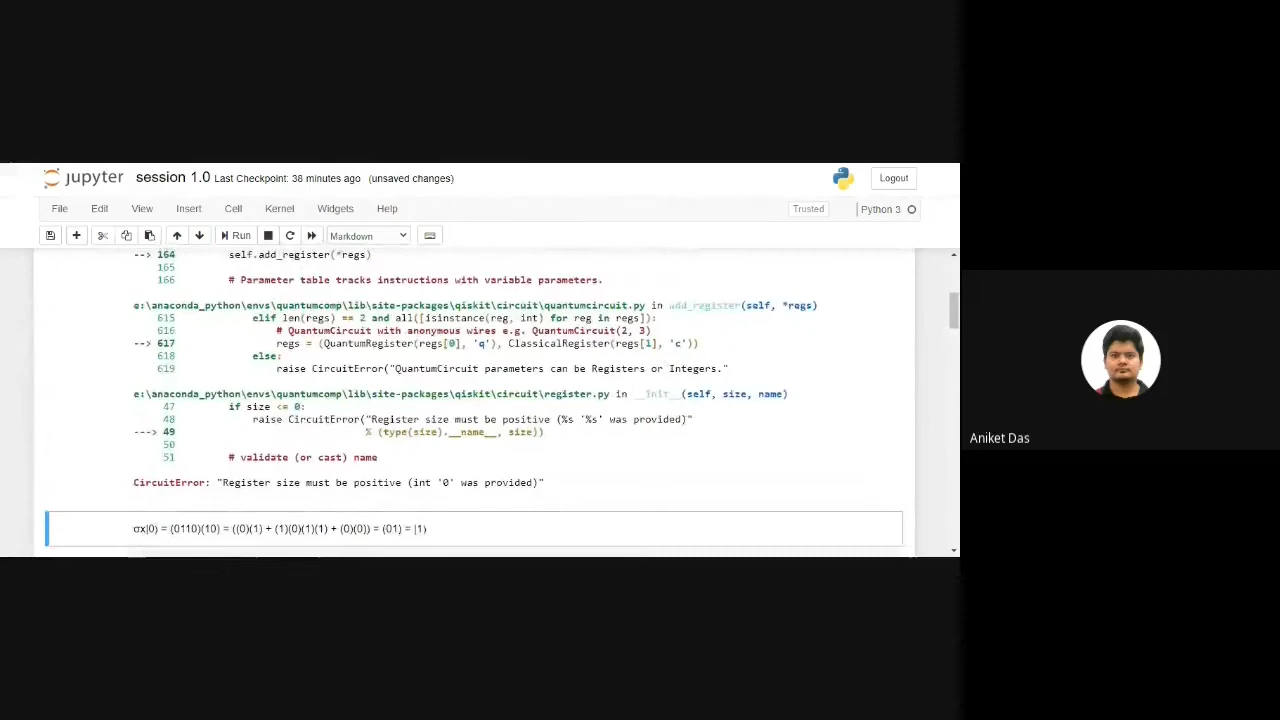 jupyter session 1.0 Last Checkpoint: 38 minutes ago (unsaved changes) Logout
File Edit View Insert Cell Kernel Widgets Help Trusted Python 3
Run Markdown
--> 164 self.add_register(*regs)
165
166 # Parameter table tracks instructions with variable parameters.
e:\anaconda_python\envs\quantumcomp\lib\site-packages\qiskit\circuit\quantumcircuit.py in add_register(self, *regs)
615 elif len(regs) == 2 and all([isinstance(reg, int) for reg in regs]):
616 # QuantumCircuit with anonymous wires e.g. QuantumCircuit(2, 3)
--> 617 regs = (QuantumRegister(regs[0], 'q'), ClassicalRegister(regs[1], 'c'))
618 else:
619 raise CircuitError("QuantumCircuit parameters can be Registers or Integers."
e:\anaconda_python\envs\quantumcomp\lib\site-packages\qiskit\circuit\register.py in __init__(self, size, name)
47 if size <= 0:
48 raise CircuitError("Register size must be positive (%s '%s' was provided)"
---> 49 % (type(size).__name__, size))
50
51 # validate (or cast) name
CircuitError: "Register size must be positive (int '0' was provided)"
σx|0⟩ = (0110)(10) = ((0)(1) + (1)(0)(1)(1) + (0)(0)) = (01) = |1⟩
Aniket Das